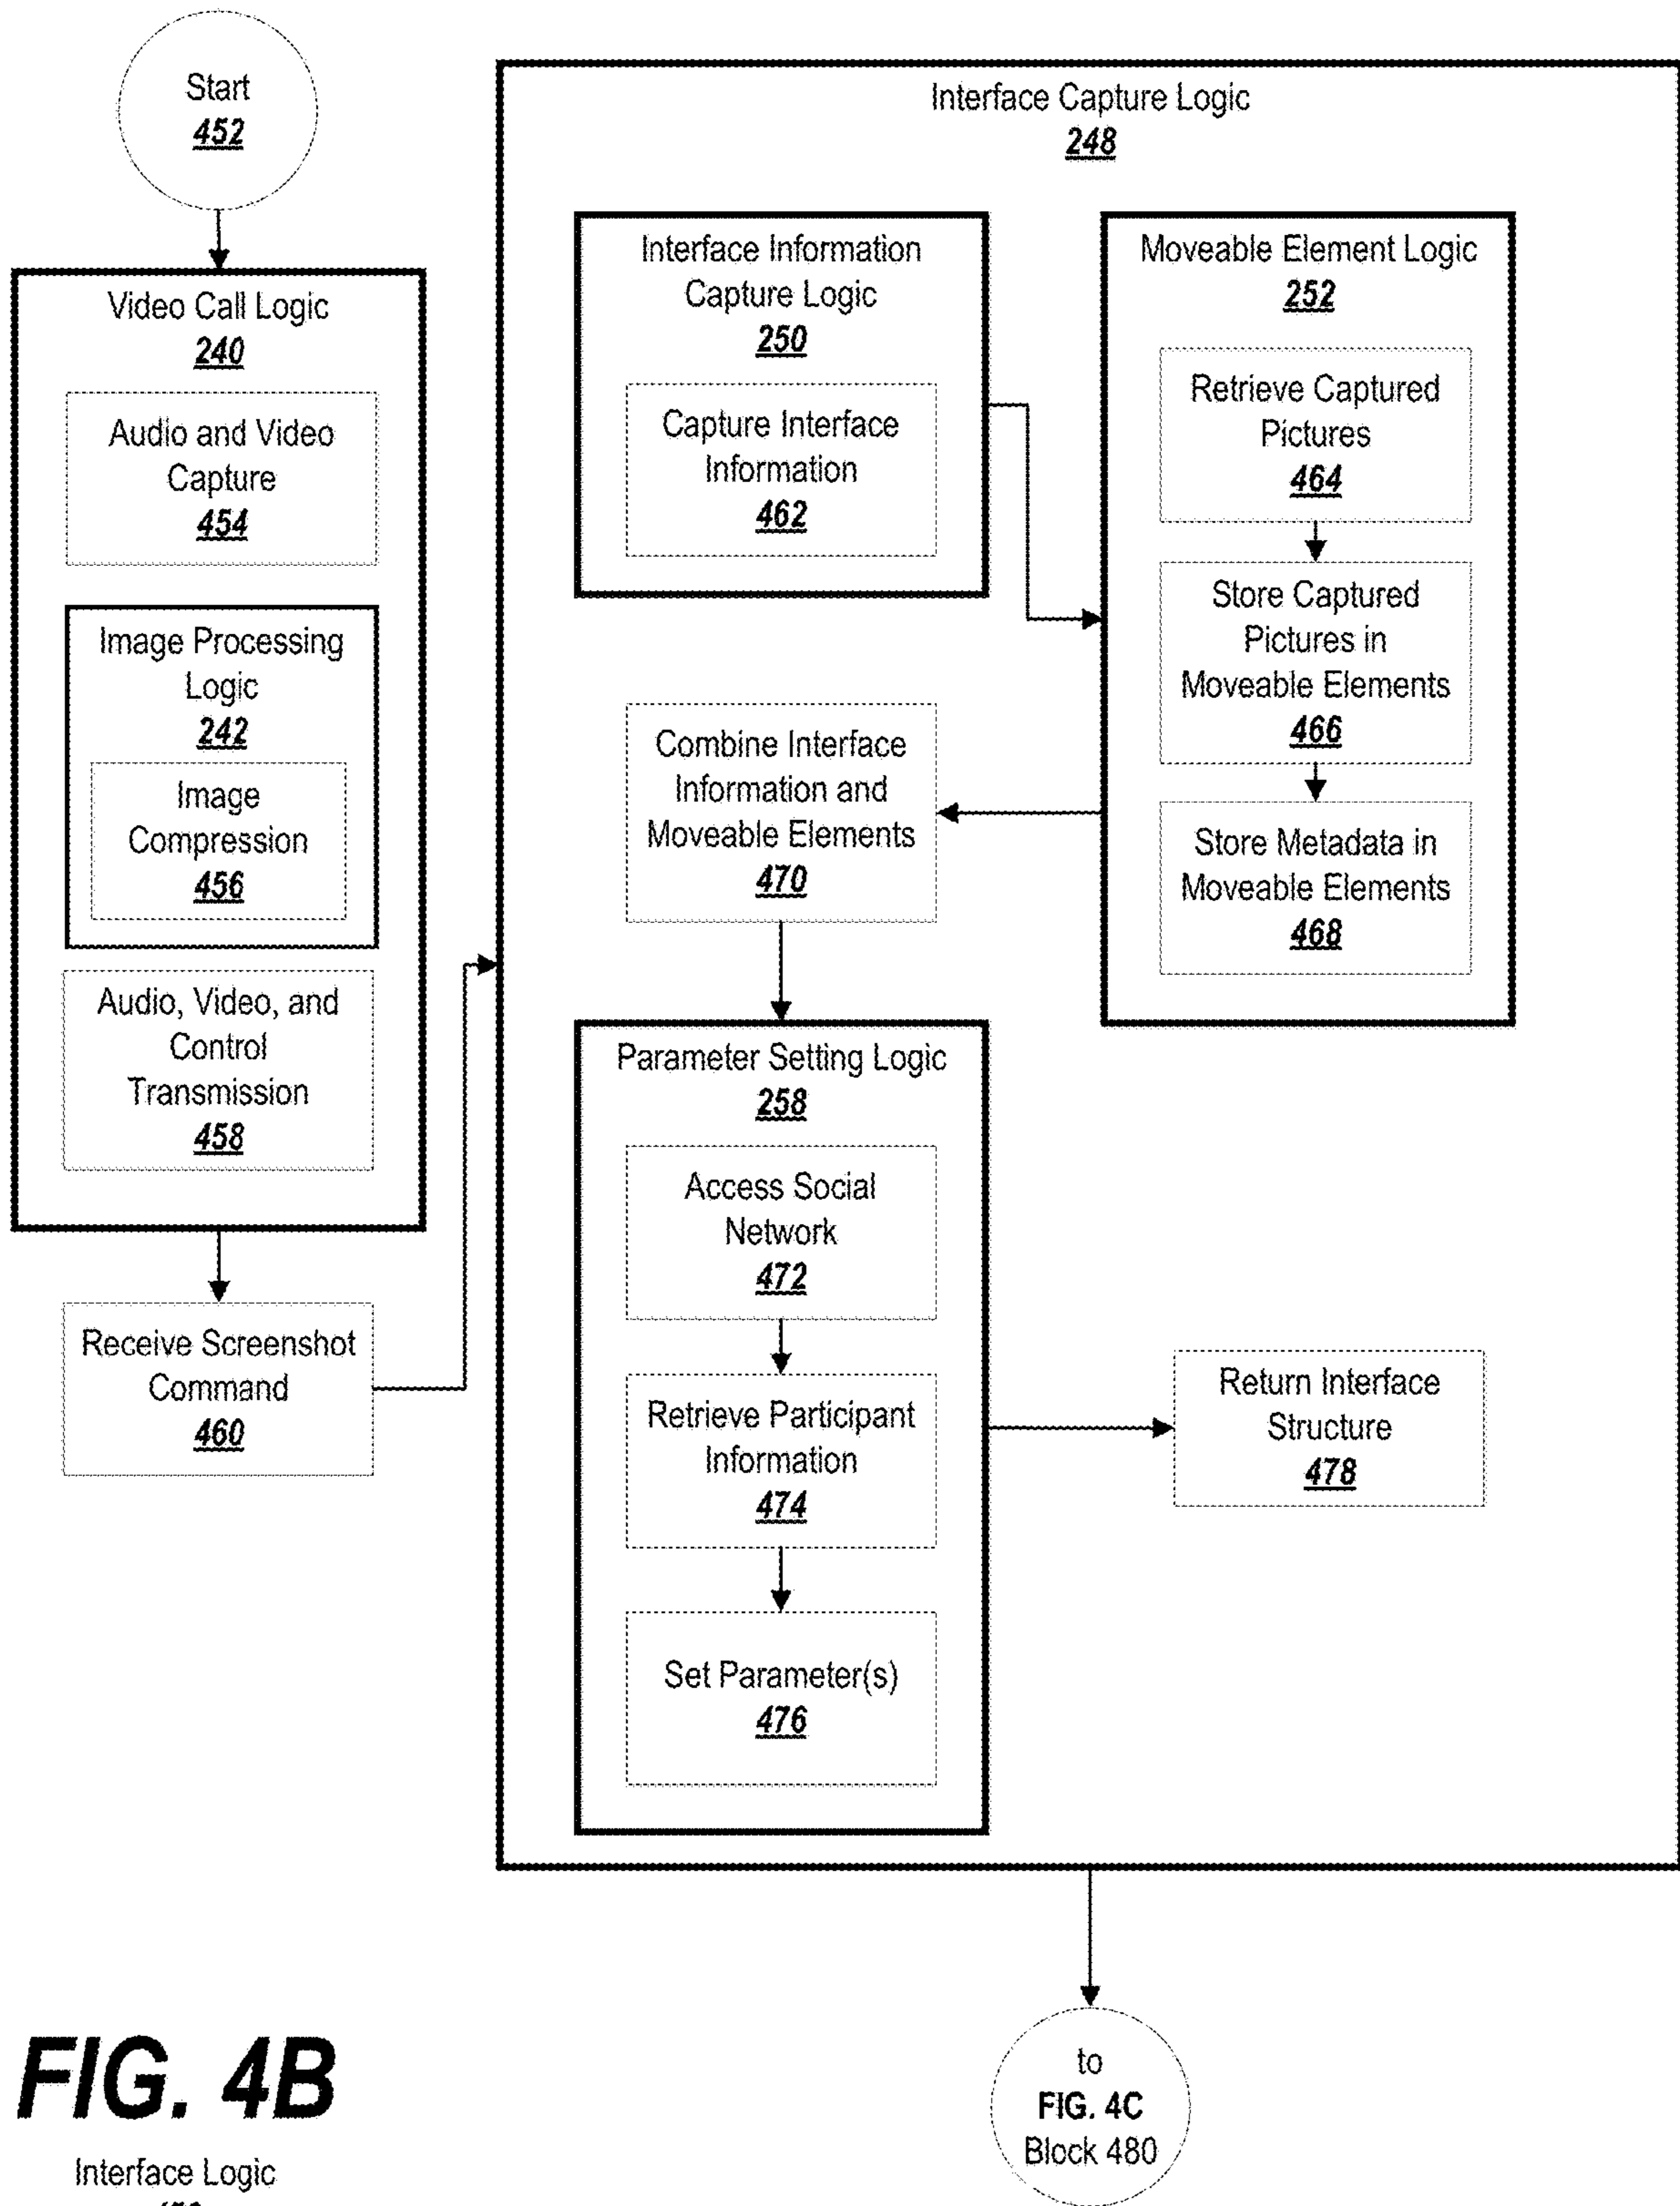 Start
452
Video Call Logic
240
Audio and Video
Capture
454
Image Processing
Logic
242
Image
Compression
456
Audio, Video, and
Control
Transmission
458
Receive Screenshot
Command
460
Interface Capture Logic
248
Interface Information
Capture Logic
250
Capture Interface
Information
462
Moveable Element Logic
252
Retrieve Captured
Pictures
464
Store Captured
Pictures in
Moveable Elements
466
Store Metadata in
Moveable Elements
468
Combine Interface
Information and
Moveable Elements
470
Parameter Setting Logic
258
Access Social
Network
472
Retrieve Participant
Information
474
Set Parameter(s)
476
Return Interface
Structure
478
to
FIG. 4C
Block 480
FIG. 4B
Interface Logic